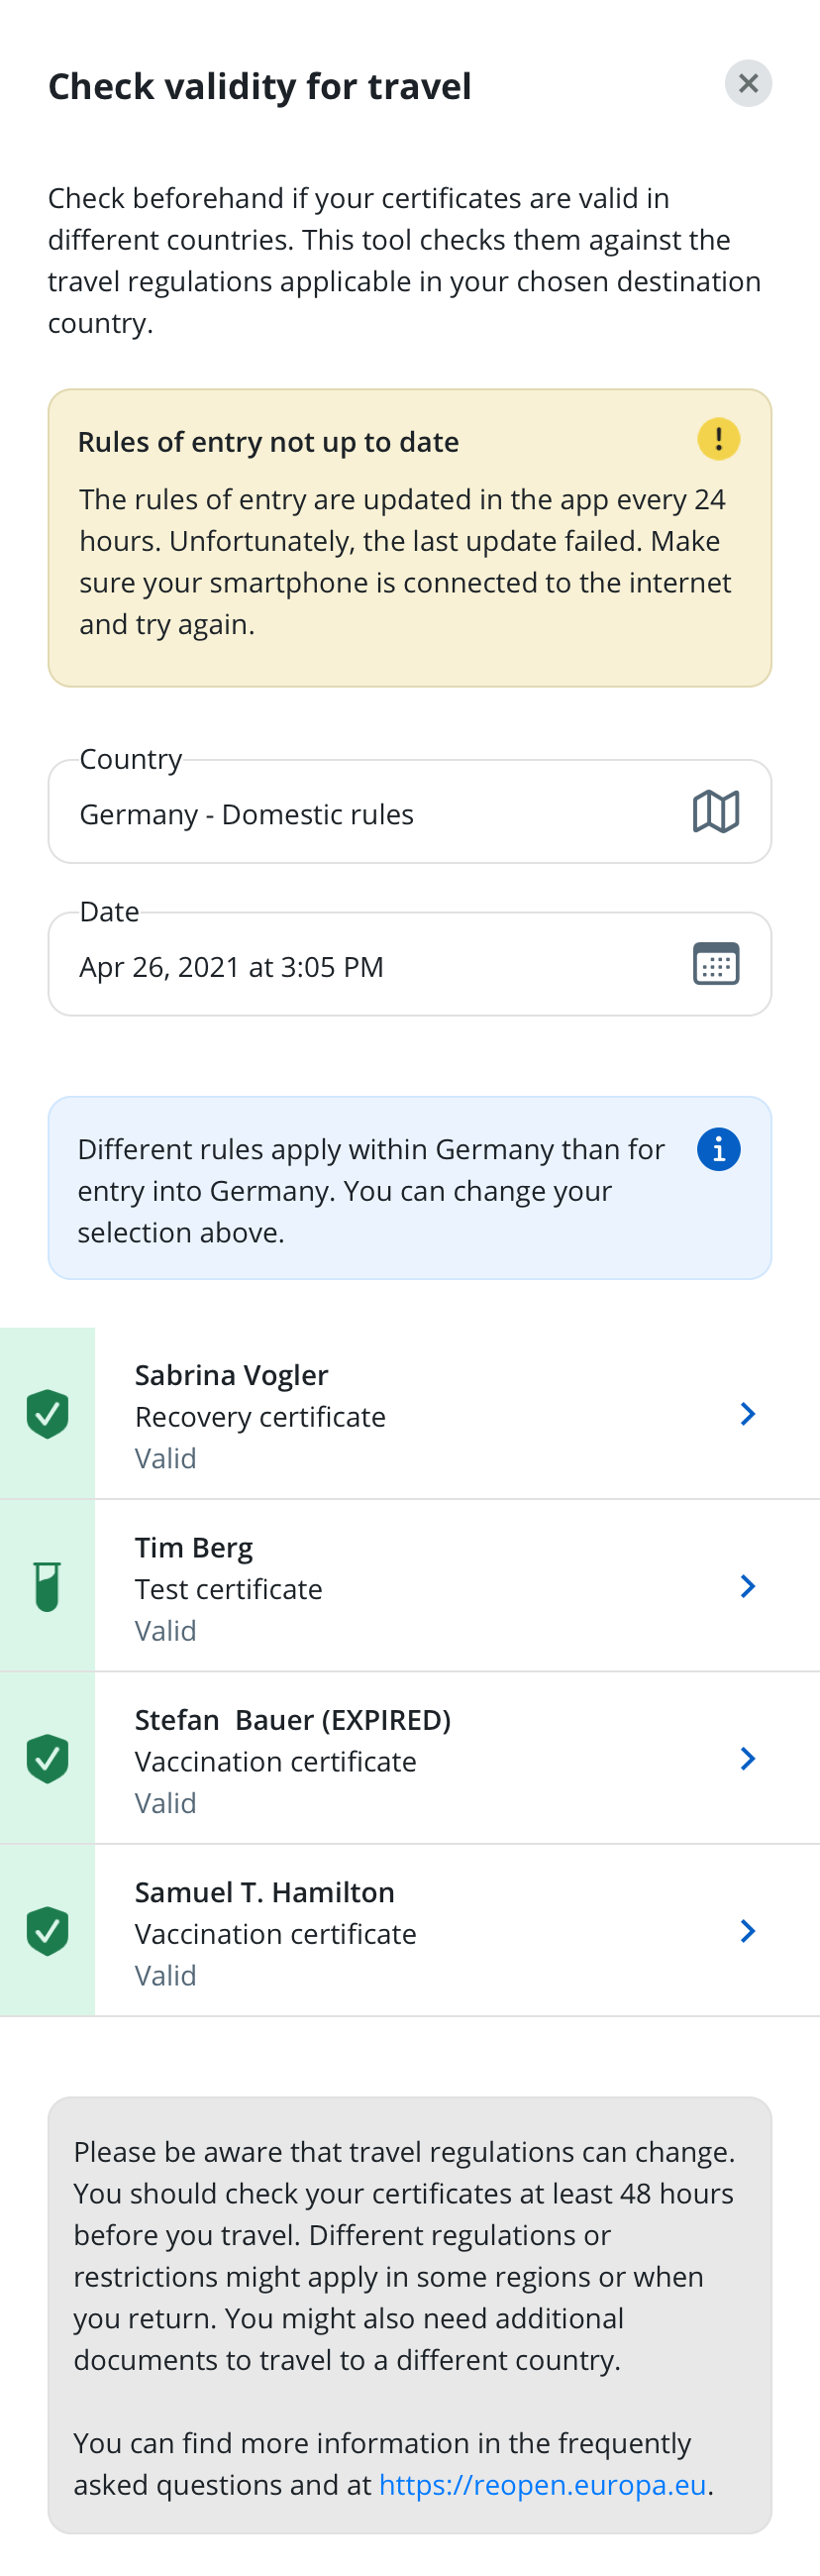 Check validity for travel
Check beforehand if your certificates are valid in
different countries. This tool checks them against the
travel regulations applicable in your chosen destination
country.
Rules of entry not up to date
The rules of entry are updated in the app every 24
hours. Unfortunately, the last update failed. Make
sure your smartphone is connected to the internet
and try again.
Country
Germany - Domestic rules
Date
Apr 26, 2021 at 3:05 PM
Different rules apply within Germany than for
entry into Germany. You can change your
selection above.
Sabrina Vogler
Recovery certificate
Valid
Tim Berg
Test certificate
Valid
Stefan  Bauer (EXPIRED)
Vaccination certificate
Valid
Samuel T. Hamilton
Vaccination certificate
Valid
Please be aware that travel regulations can change.
You should check your certificates at least 48 hours
before you travel. Different regulations or
restrictions might apply in some regions or when
you return. You might also need additional
documents to travel to a different country.
You can find more information in the frequently
asked questions and at https://reopen.europa.eu.